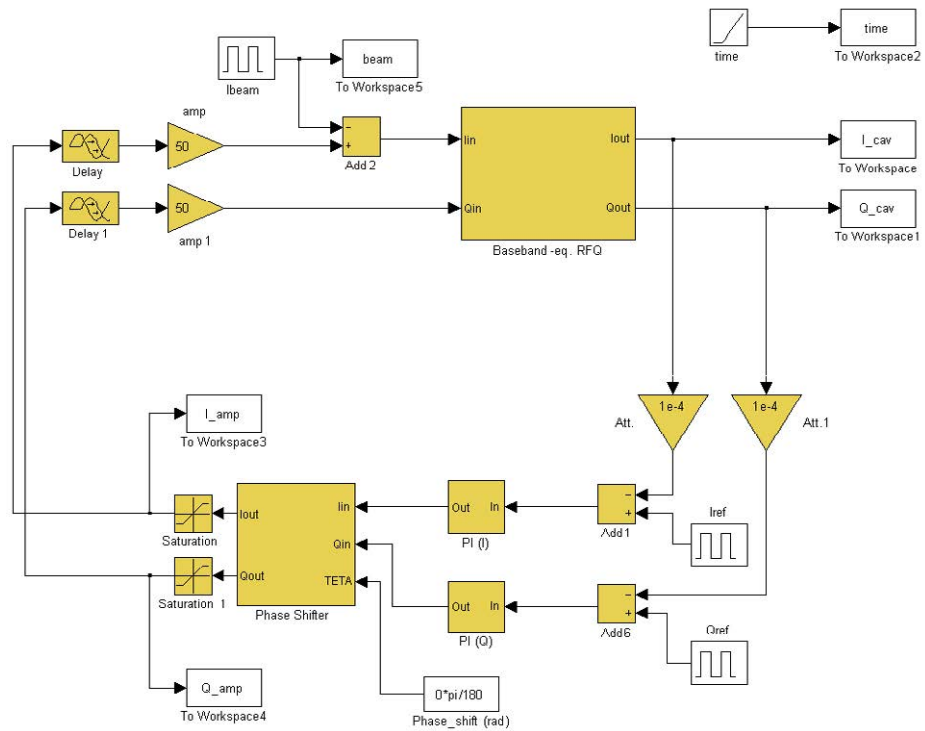 time
time
To Workspace2
Ibeam
beam
To Workspace5
amp
50
Delay
−
+
Add 2
Iin
Iout
Qin
Qout
Baseband -eq. RFQ
I_cav
To Workspace
Q_cav
To Workspace1
Delay 1
50
amp 1
1e-4
Att.
1e-4
Att.1
I_amp
To Workspace3
Saturation
Iout
Iin
Qin
Qout
TETA
Phase Shifter
Saturation 1
Out
In
PI (I)
−
+
Add1
Iref
Out
In
PI (Q)
−
+
Add6
Qref
Q_amp
To Workspace4
0*pi/180
Phase_shift (rad)